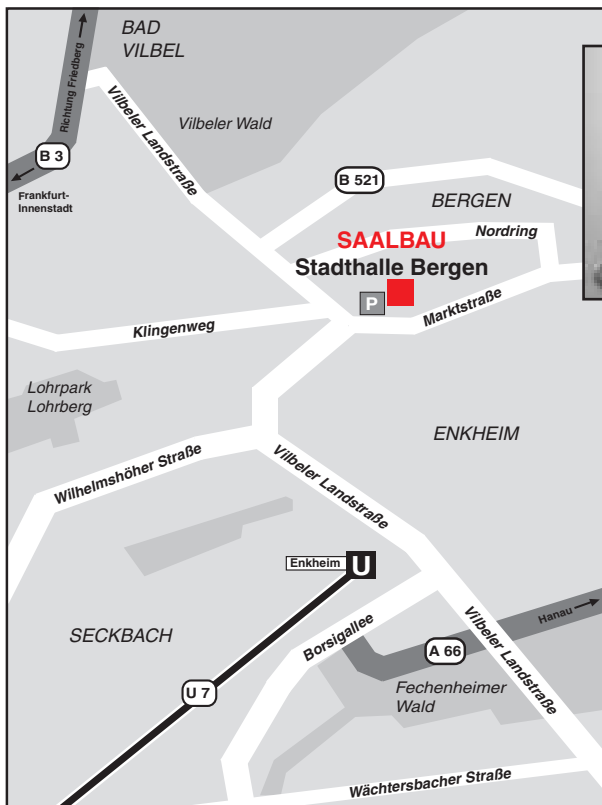 BAD
VILBEL
Richtung Friedberg
Vilbeler Landstraße
Vilbeler Wald
B 3
Frankfurt-
Innenstadt
B 521
BERGEN
Nordring
SAALBAU
Stadthalle Bergen
P
Marktstraße
Klingenweg
Lohrpark
Lohrberg
ENKHEIM
Wilhelmshöher Straße
Vilbeler Landstraße
Enkheim
U
Hanau
SECKBACH
Borsigallee
Vilbeler Landstraße
A 66
Fechenheimer
Wald
U 7
Wächtersbacher Straße